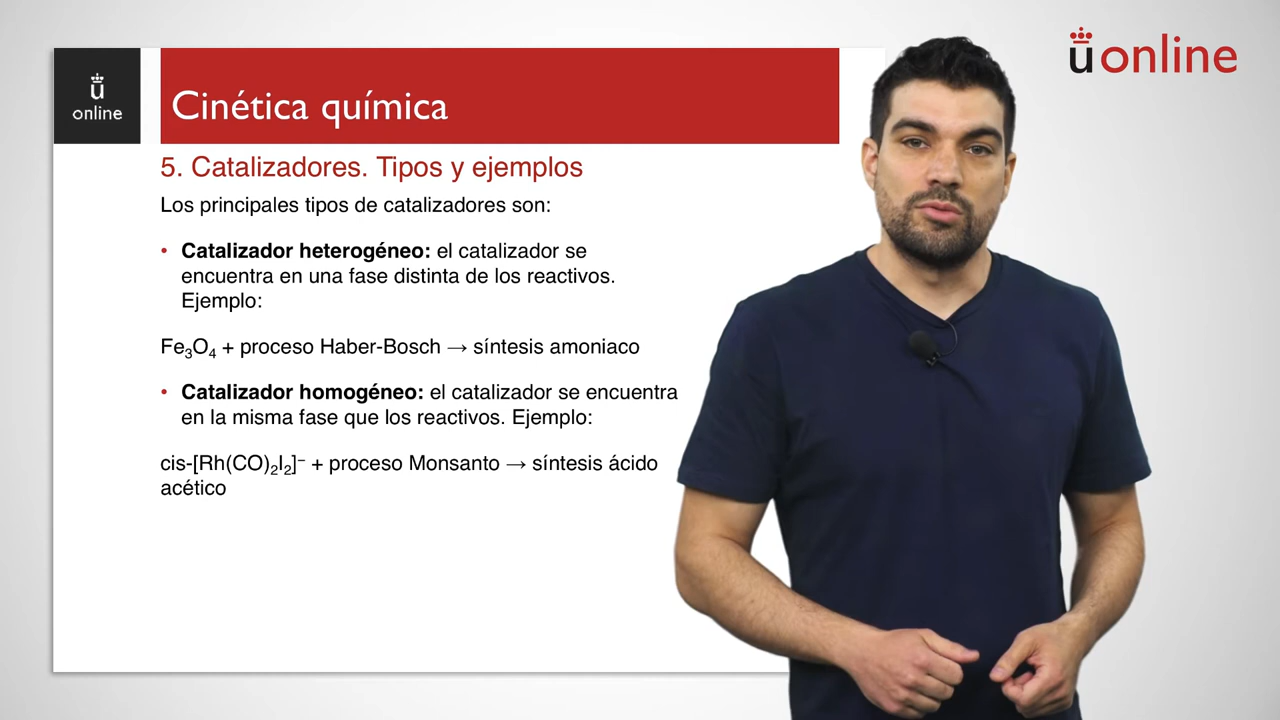 ü online
ü
online
Cinética química
5. Catalizadores. Tipos y ejemplos
Los principales tipos de catalizadores son:
• Catalizador heterogéneo: el catalizador se
encuentra en una fase distinta de los reactivos.
Ejemplo:
Fe₃O₄ + proceso Haber-Bosch → síntesis amoniaco
• Catalizador homogéneo: el catalizador se encuentra
en la misma fase que los reactivos. Ejemplo:
cis-[Rh(CO)₂I₂]⁻ + proceso Monsanto → síntesis ácido
acético